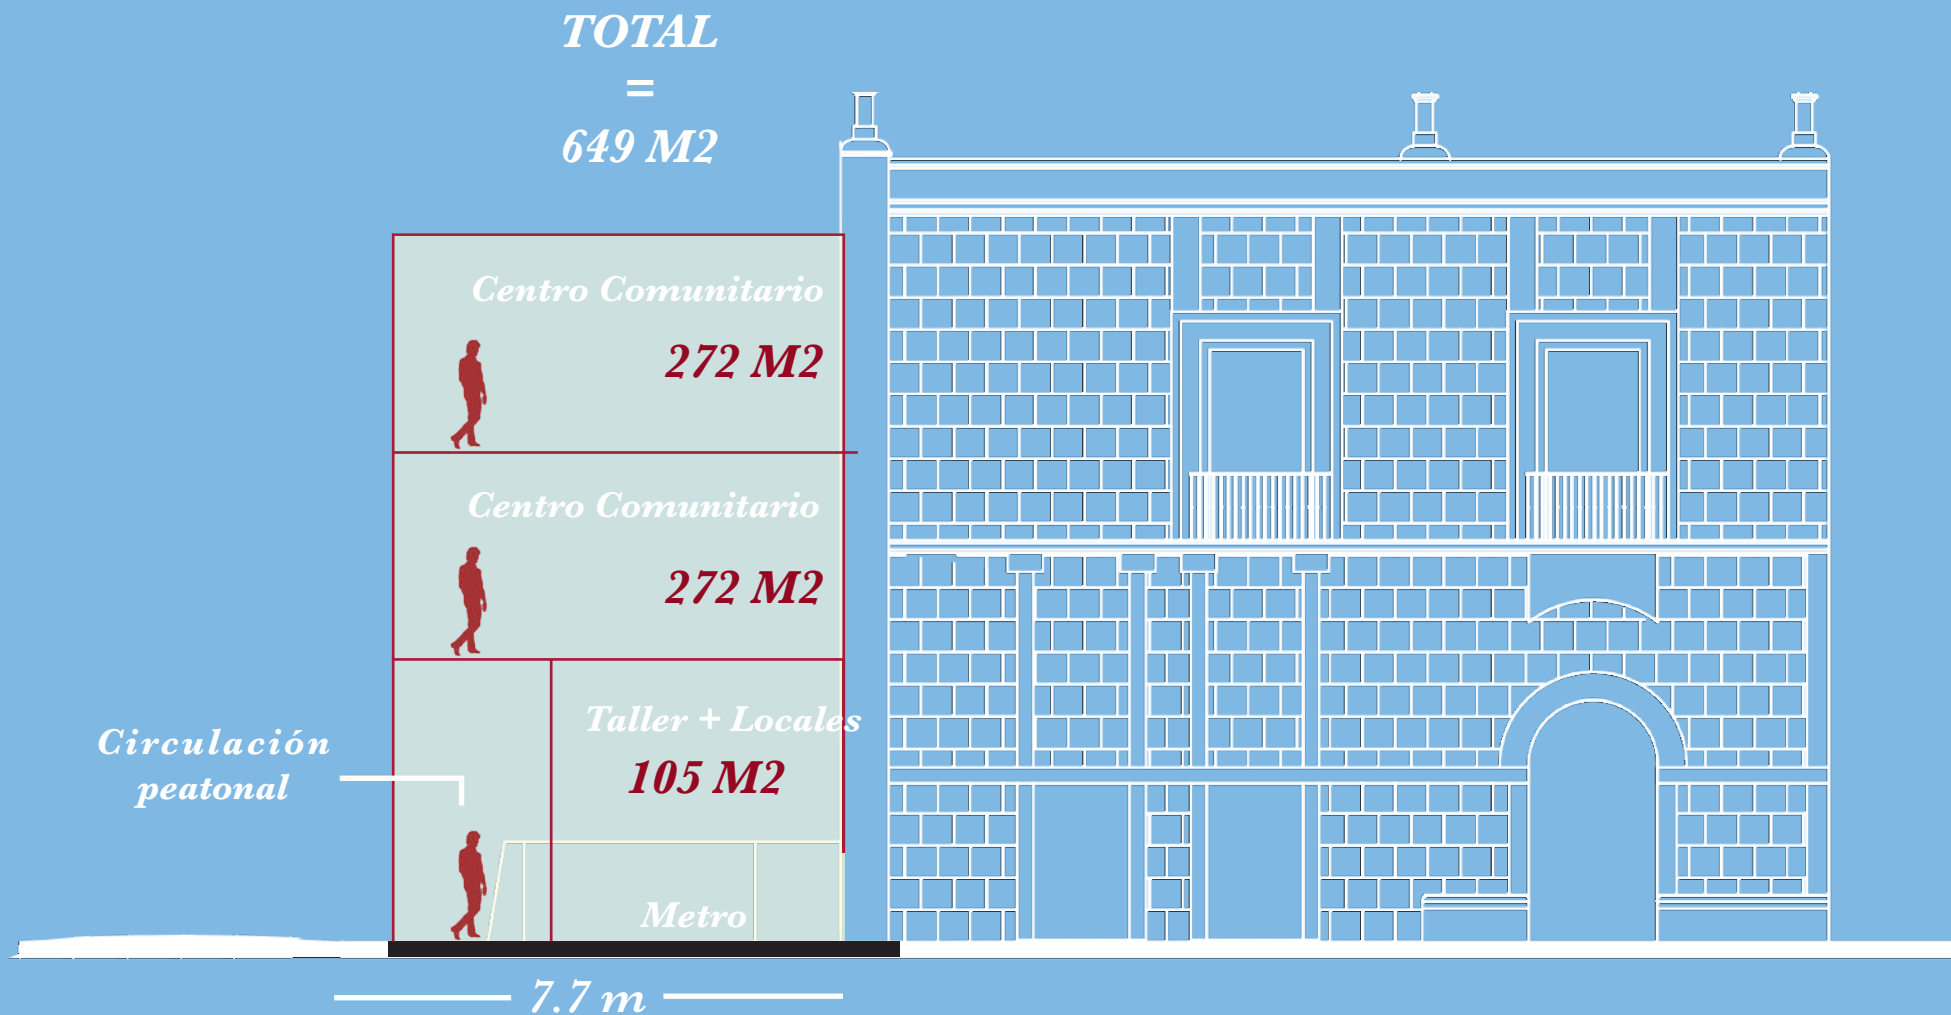 TOTAL
=
649 M2
Centro Comunitario
272 M2
Centro Comunitario
272 M2
Taller + Locales
105 M2
Circulación
peatonal
Metro
7.7 m